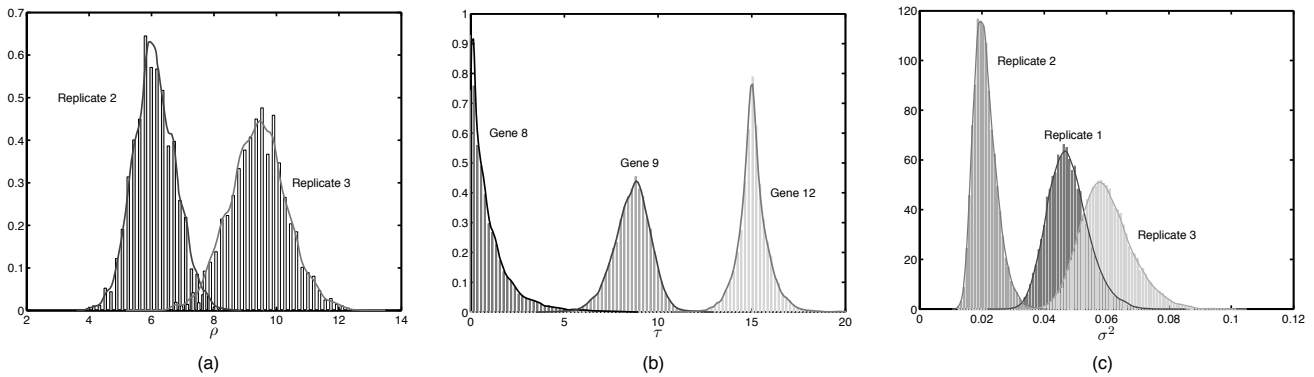 0.7
0.6
0.5
0.4
0.3
0.2
0.1
0
2 4 6 8 10 12 14
Replicate 2
Replicate 3
ρ
(a)
1
0.9
0.8
0.7
0.6
0.5
0.4
0.3
0.2
0.1
0
0 5 10 15 20
Gene 8
Gene 9
Gene 12
τ
(b)
120
100
80
60
40
20
0
0 0.02 0.04 0.06 0.08 0.1 0.12
Replicate 2
Replicate 1
Replicate 3
σ²
(c)